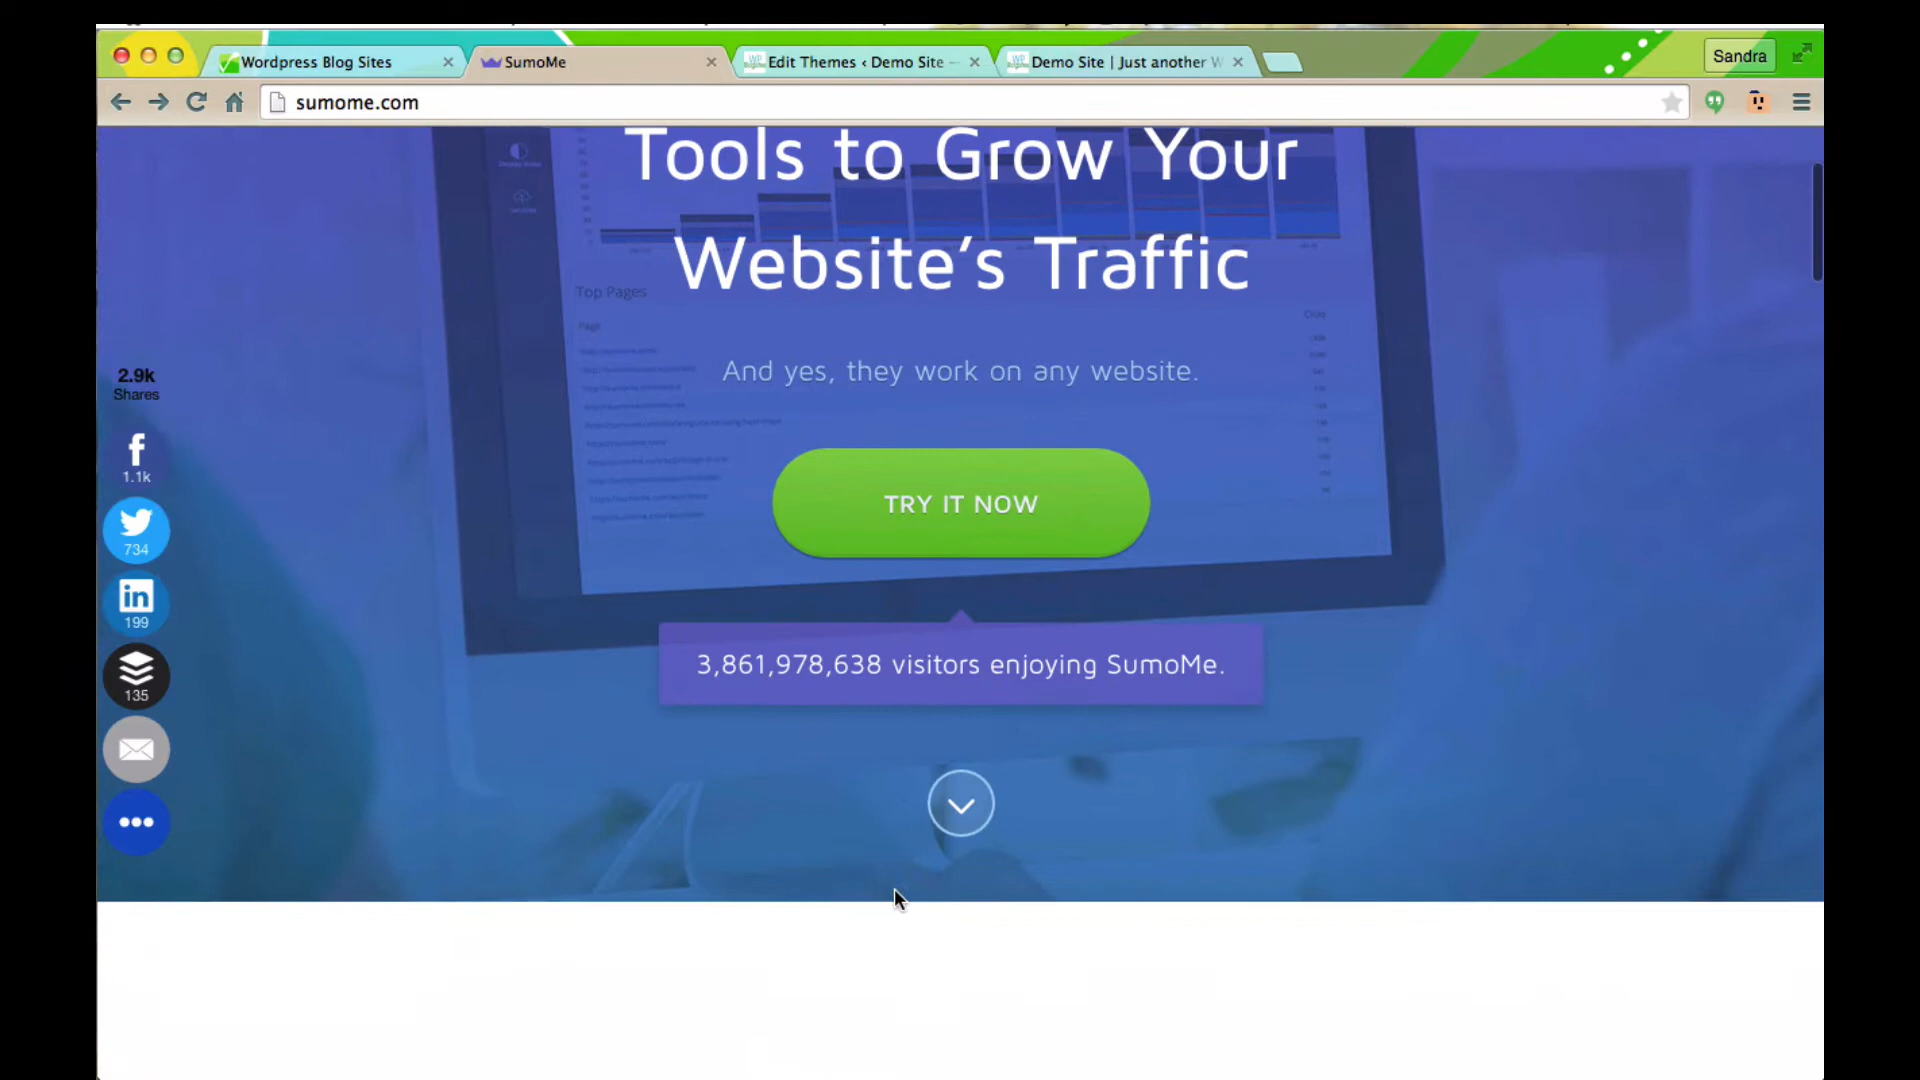 Wordpress Blog Sites
SumoMe
Edit Themes ‹ Demo Site —
Demo Site | Just another W
Sandra
sumome.com
Tools to Grow Your
Website's Traffic
Top Pages
Page
And yes, they work on any website.
2.9k
Shares
1.1k
TRY IT NOW
734
199
3,861,978,638 visitors enjoying SumoMe.
135